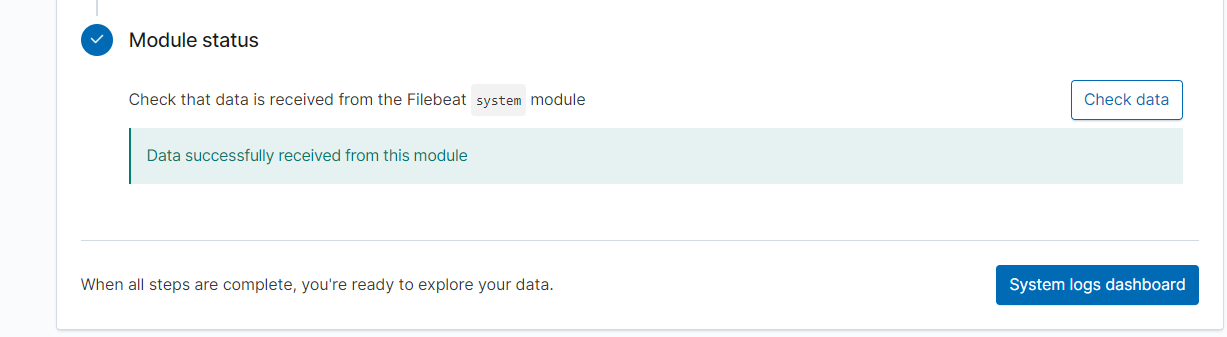 Module status
Check that data is received from the Filebeat system module
Check data
Data successfully received from this module
When all steps are complete, you're ready to explore your data.
System logs dashboard